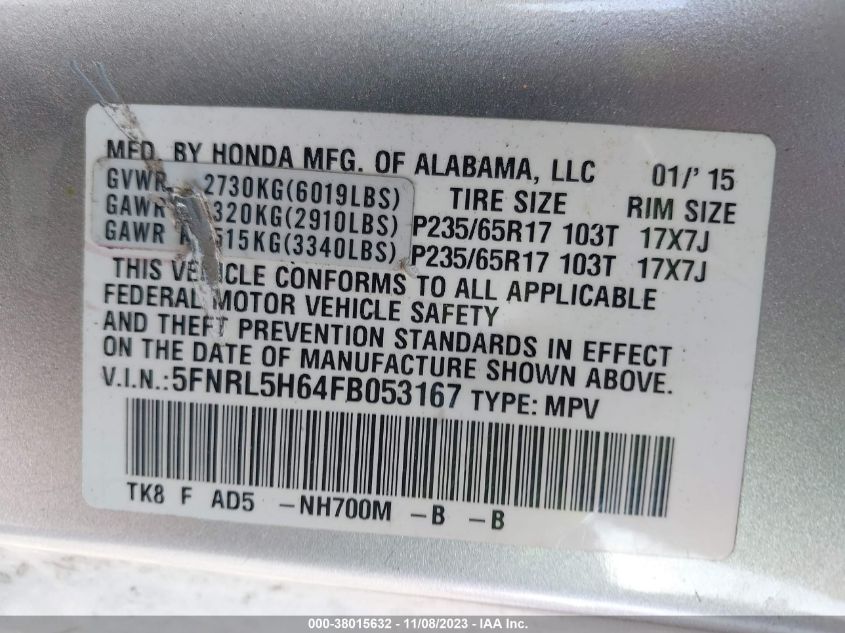 MFD. BY HONDA MFG. OF ALABAMA, LLC 01/'15
GVWR 2730KG(6019LBS) TIRE SIZE RIM SIZE
GAWR 320KG(2910LBS) P235/65R17 103T 17X7J
GAWR 515KG(3340LBS) P235/65R17 103T 17X7J
THIS VEHICLE CONFORMS TO ALL APPLICABLE
FEDERAL MOTOR VEHICLE SAFETY
AND THEFT PREVENTION STANDARDS IN EFFECT
ON THE DATE OF MANUFACTURE SHOWN ABOVE.
V.I.N.: 5FNRL5H64FB053167 TYPE: MPV
TK8 F AD5 -NH700M -B -B
000-38015632 - 11/08/2023 - IAA Inc.